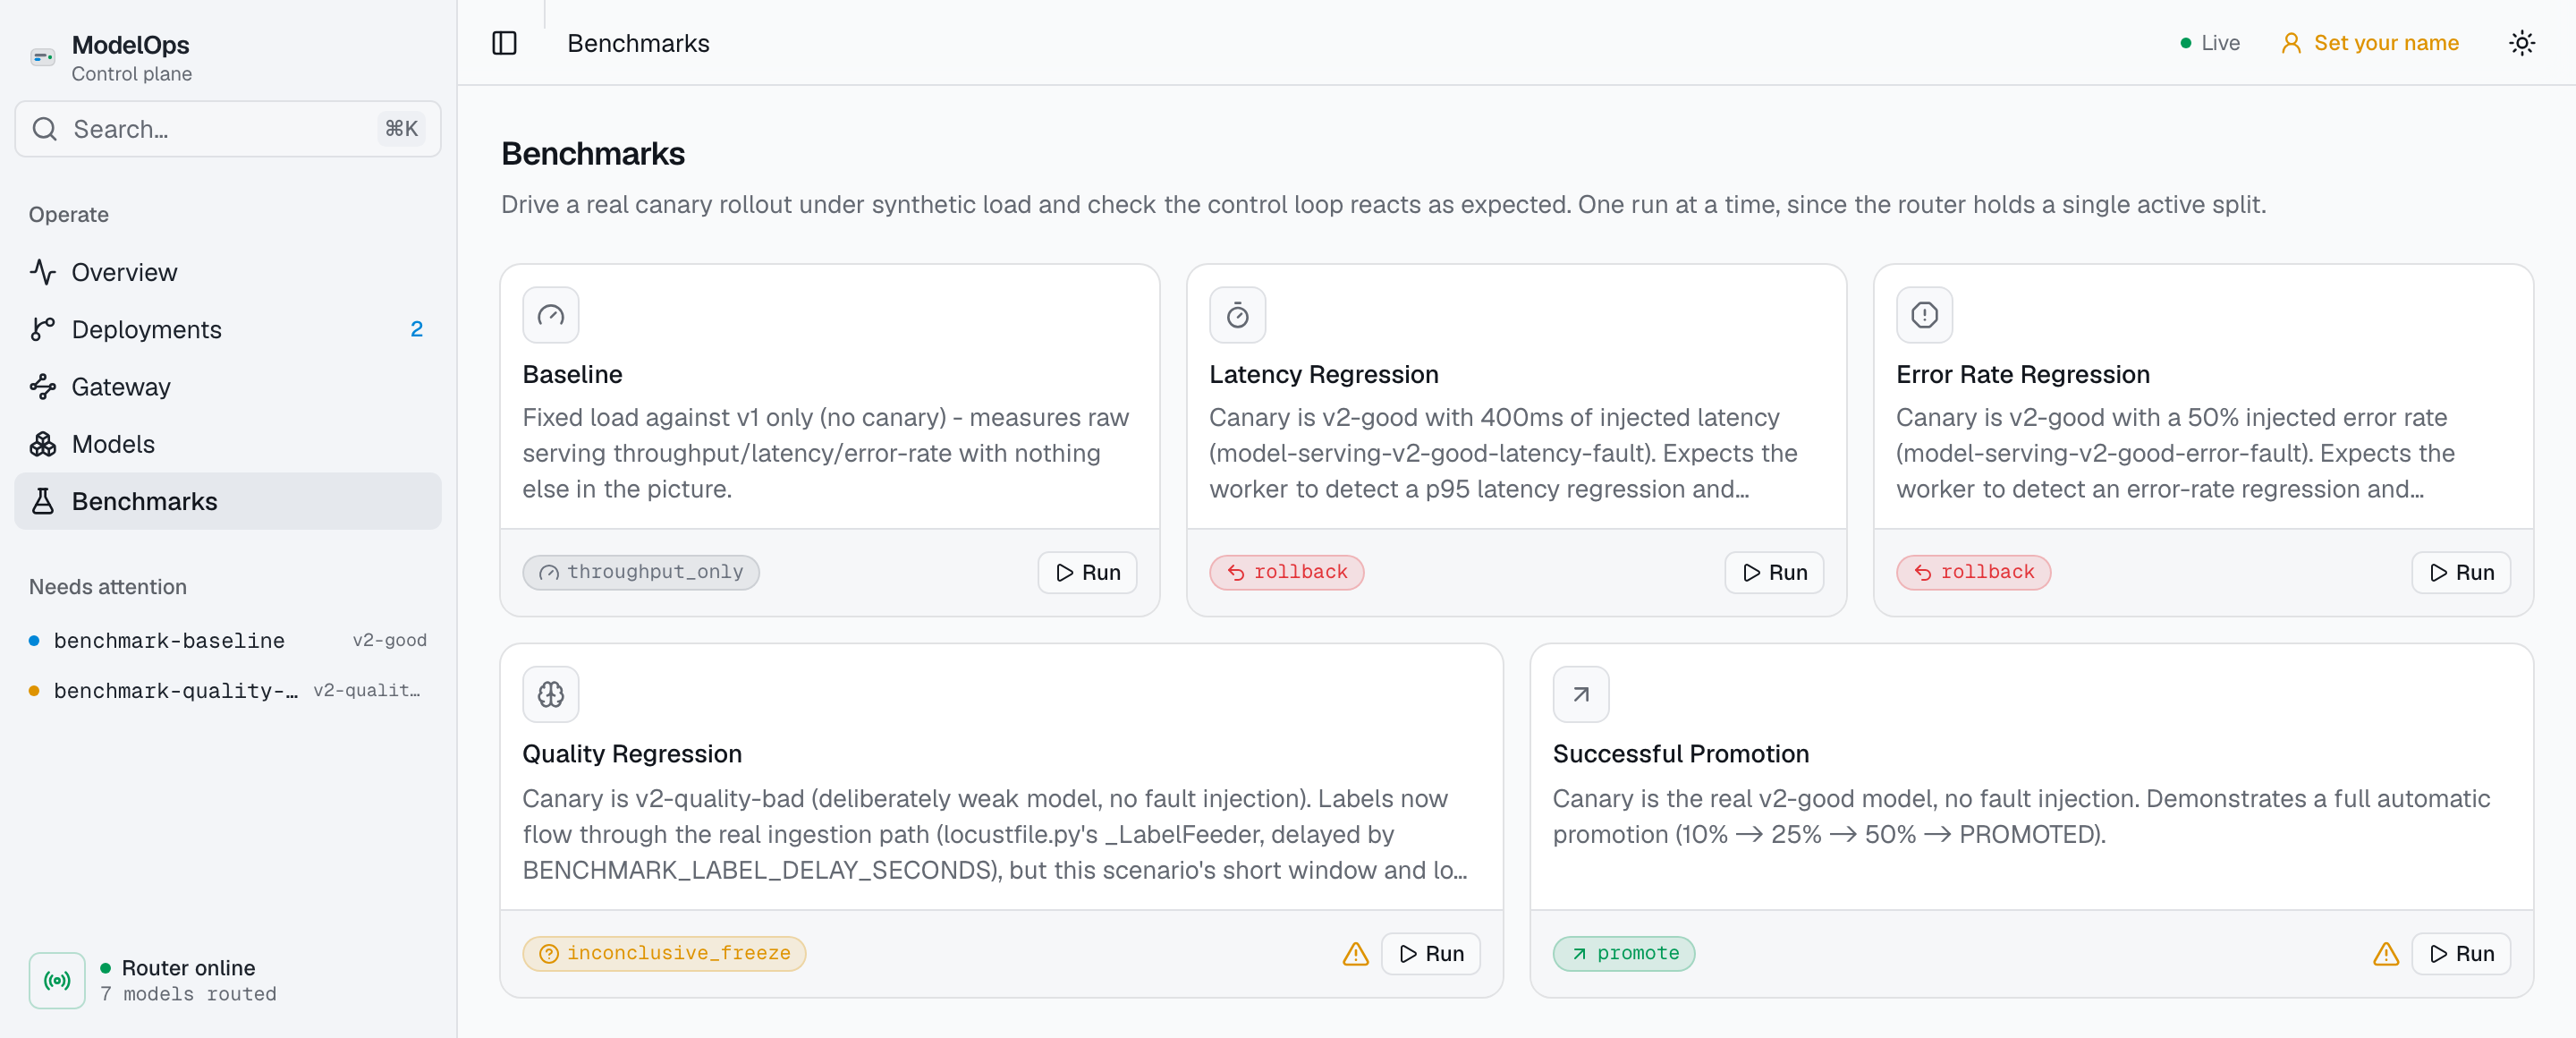 ModelOps
Control plane
Search...
⌘K
Operate
Overview
Deployments
2
Gateway
Models
Benchmarks
Needs attention
benchmark-baseline
v2-good
benchmark-quality-…
v2-qualit…
Router online
7 models routed
Benchmarks
Live
Set your name
Benchmarks
Drive a real canary rollout under synthetic load and check the control loop reacts as expected. One run at a time, since the router holds a single active split.
Baseline
Fixed load against v1 only (no canary) - measures raw
serving throughput/latency/error-rate with nothing
else in the picture.
throughput_only
Run
Latency Regression
Canary is v2-good with 400ms of injected latency
(model-serving-v2-good-latency-fault). Expects the
worker to detect a p95 latency regression and…
rollback
Run
Error Rate Regression
Canary is v2-good with a 50% injected error rate
(model-serving-v2-good-error-fault). Expects the
worker to detect an error-rate regression and…
rollback
Run
Quality Regression
Canary is v2-quality-bad (deliberately weak model, no fault injection). Labels now
flow through the real ingestion path (locustfile.py's _LabelFeeder, delayed by
BENCHMARK_LABEL_DELAY_SECONDS), but this scenario's short window and lo…
inconclusive_freeze
Run
Successful Promotion
Canary is the real v2-good model, no fault injection. Demonstrates a full automatic
promotion (10% → 25% → 50% → PROMOTED).
promote
Run